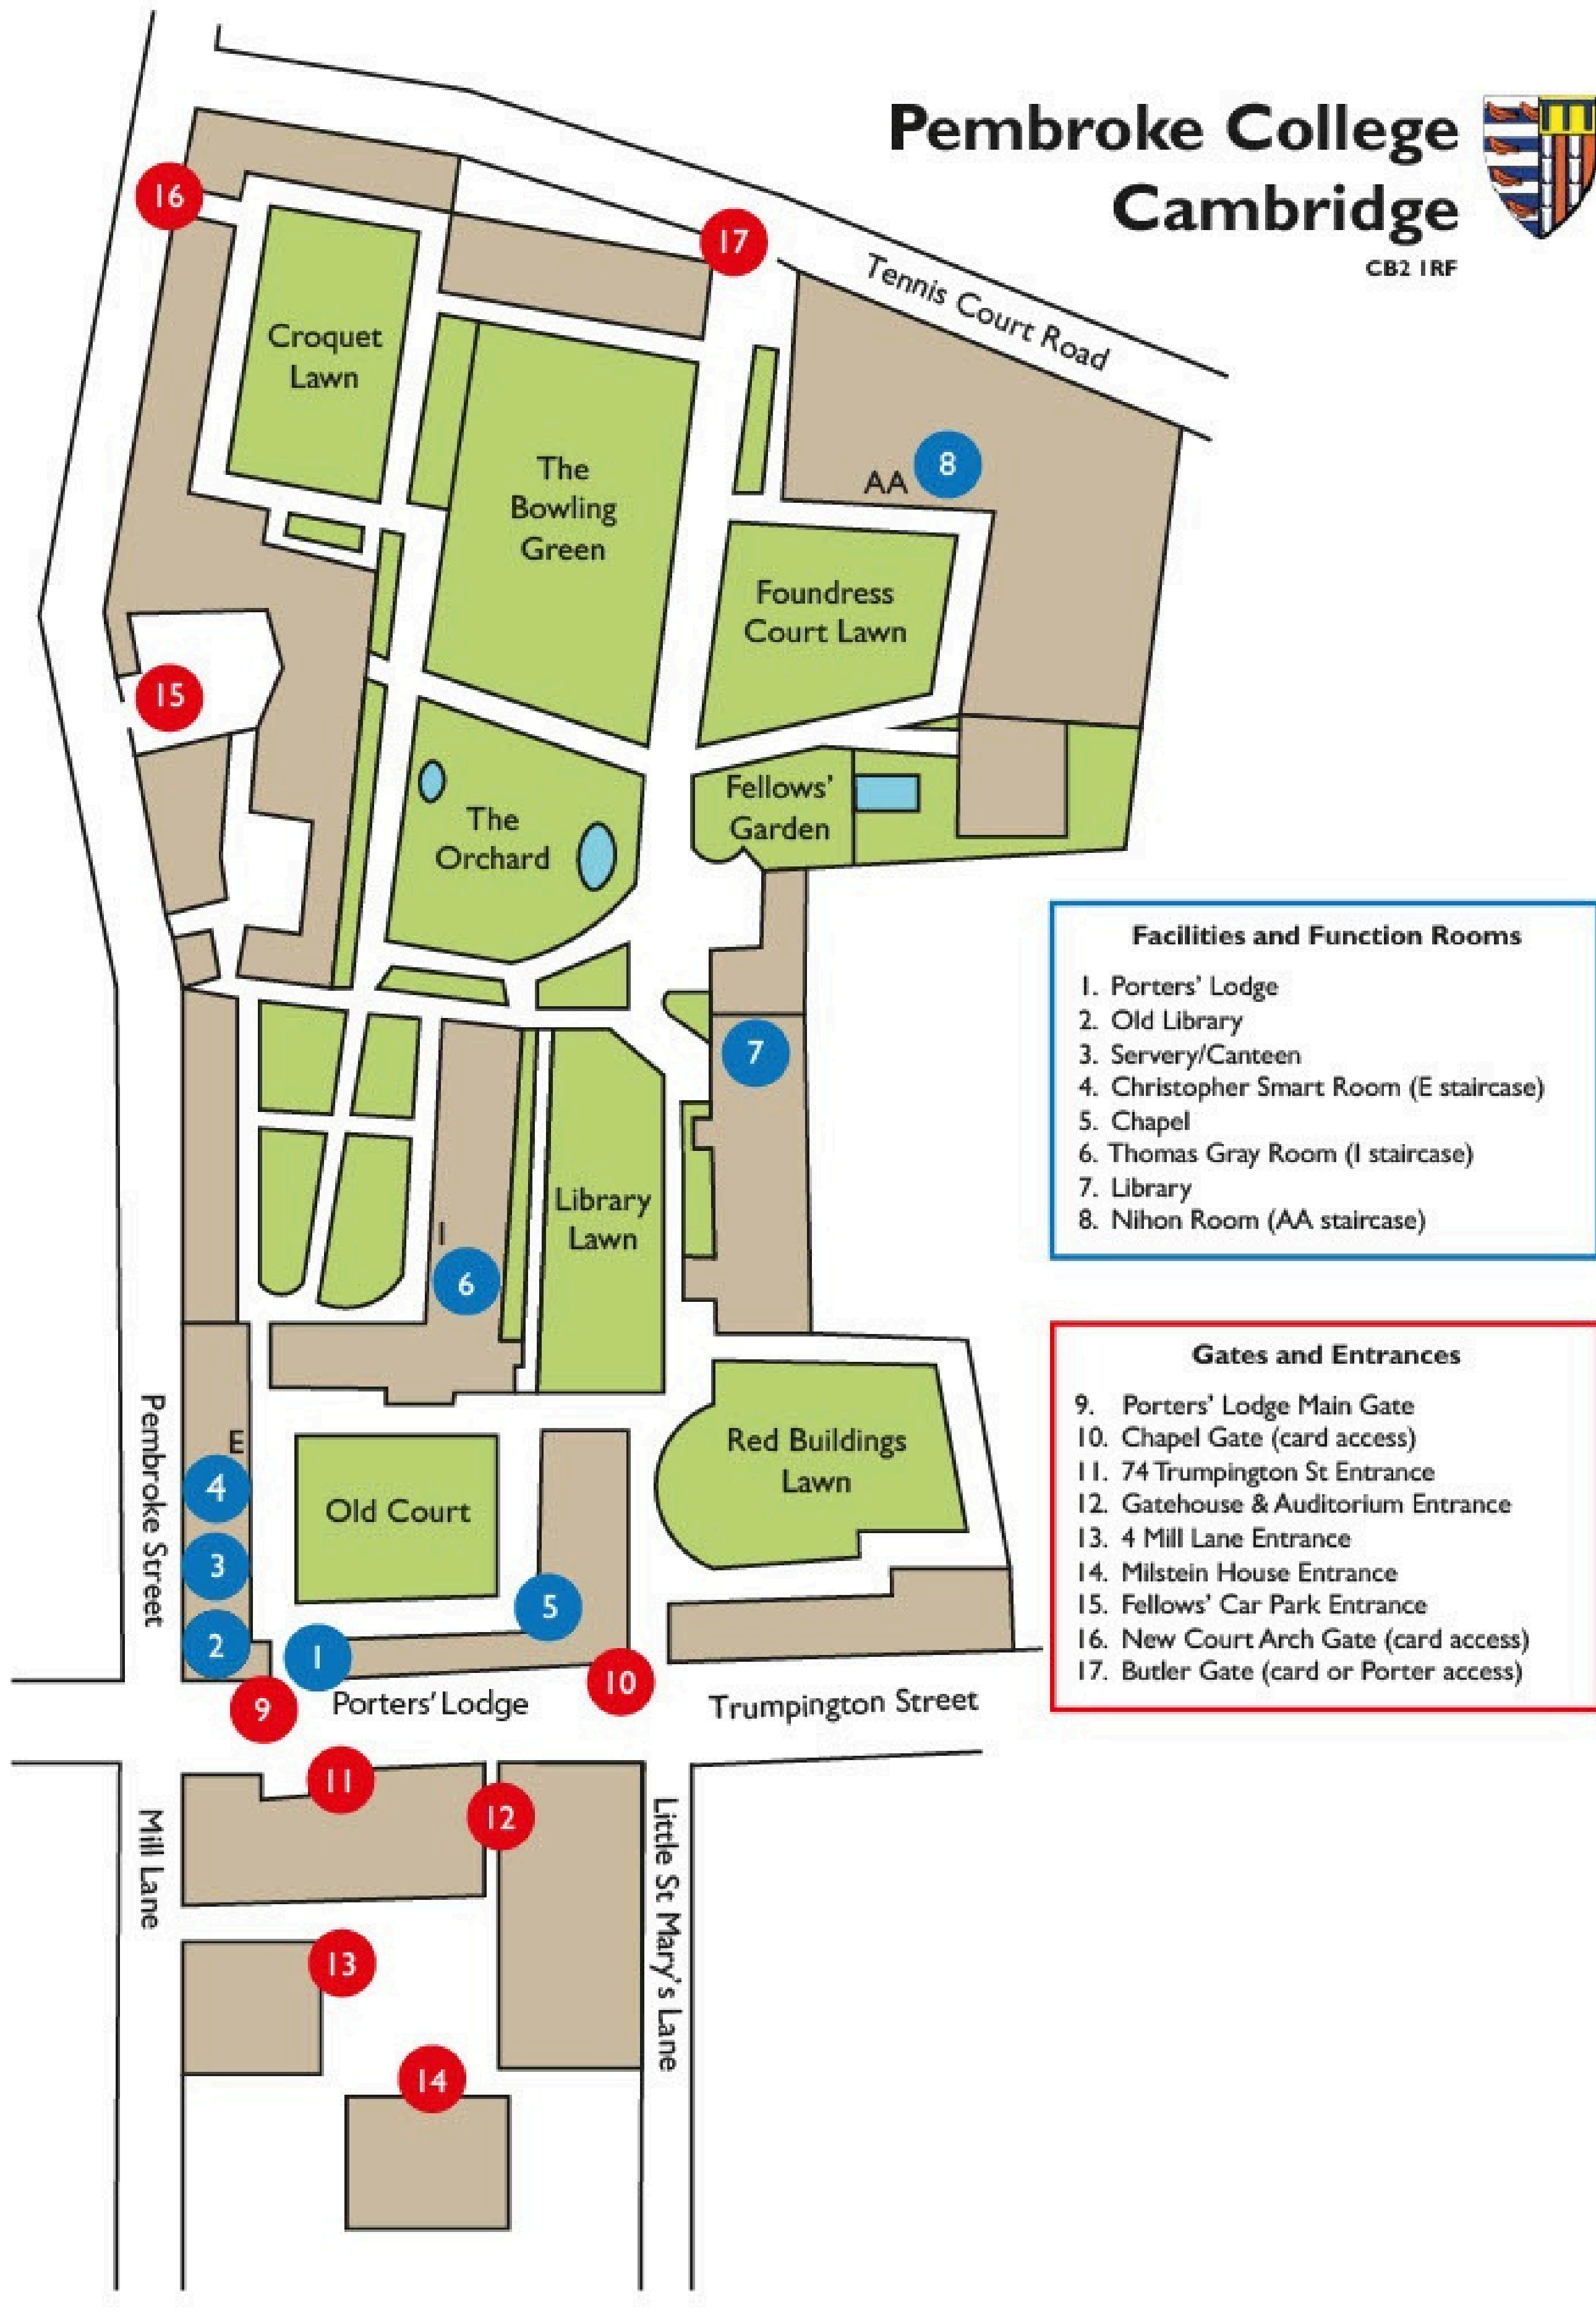 Pembroke College
Cambridge
CB2 1RF
16
17
Tennis Court Road
Croquet
Lawn
The
Bowling
Green
AA
8
Foundress
Court Lawn
15
Fellows'
Garden
The
Orchard
7
Library
Lawn
I
6
Pembroke Street
E
4
3
2
Old Court
Red Buildings
Lawn
5
1
9
Porters' Lodge
10
Trumpington Street
11
12
Mill Lane
Little St Mary's Lane
13
14
Facilities and Function Rooms
1. Porters' Lodge
2. Old Library
3. Servery/Canteen
4. Christopher Smart Room (E staircase)
5. Chapel
6. Thomas Gray Room (I staircase)
7. Library
8. Nihon Room (AA staircase)
Gates and Entrances
9. Porters' Lodge Main Gate
10. Chapel Gate (card access)
11. 74 Trumpington St Entrance
12. Gatehouse & Auditorium Entrance
13. 4 Mill Lane Entrance
14. Milstein House Entrance
15. Fellows' Car Park Entrance
16. New Court Arch Gate (card access)
17. Butler Gate (card or Porter access)